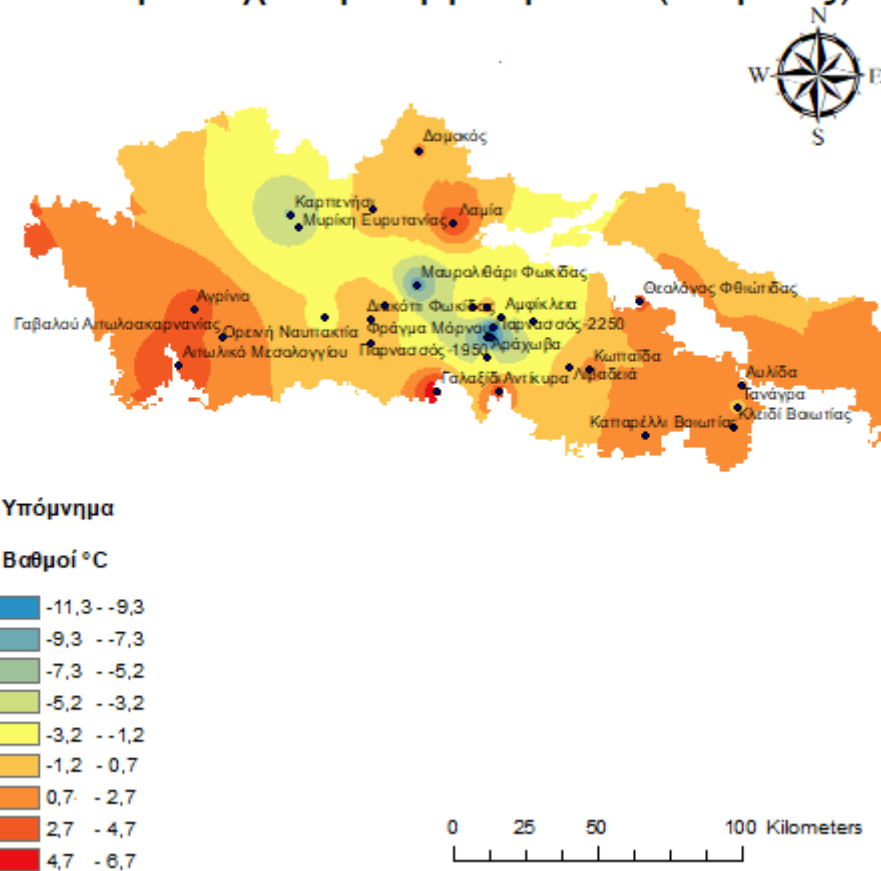 N
W E
S
Δομοκός
Καρπενήσι
Μυρίκη Ευρυτανίας
Λαμία
Μαυρολιθάρι Φωκίδας
Θεολόγος Φθιώτιδας
Αγρίνιο
Διακόπι Φωκίδας
Αμφίκλεια
Γαβαλού Αιτωλοακαρνανίας
Ορεινή Ναυπακτία
Φράγμα Μόρνου
Παρνασσός -2250
Αιτωλικό Μεσολογγίου
Παρνασσός -1950
Αράχωβα
Κωπαΐδα
Λιβαδειά
Γαλαξίδι
Αντίκυρα
Αυλίδα
Τανάγρα
Καπαρέλλι Βοιωτίας
Κλειδί Βοιωτίας
Υπόμνημα
Βαθμοί °C
-11,3 - -9,3
-9,3 - -7,3
-7,3 - -5,2
-5,2 - -3,2
-3,2 - -1,2
-1,2 - 0,7
0,7 - 2,7
2,7 - 4,7
4,7 - 6,7
0 25 50 100 Kilometers